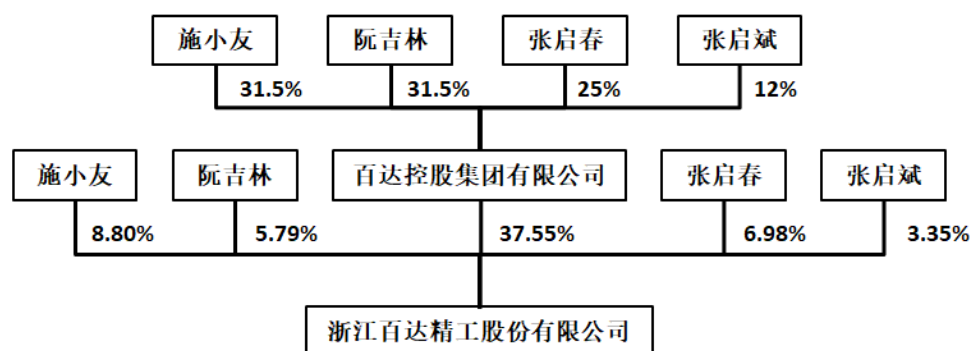 施小友 阮吉林 张启春 张启斌
31.5% 31.5% 25% 12%
施小友 阮吉林 百达控股集团有限公司 张启春 张启斌
8.80% 5.79% 37.55% 6.98% 3.35%
浙江百达精工股份有限公司